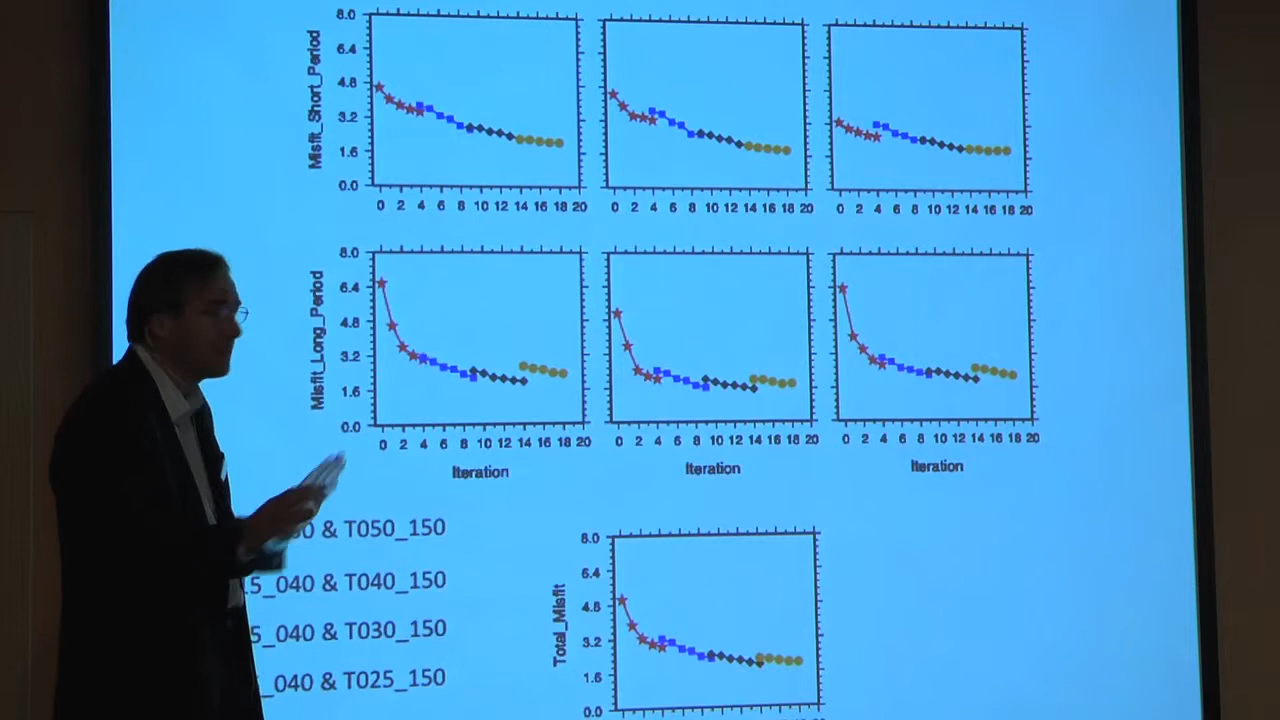 8.0
6.4
4.8
3.2
1.6
0.0
Misfit_Short_Period
0 2 4 6 8 10 12 14 16 18 20
0 2 4 6 8 10 12 14 16 18 20
0 2 4 6 8 10 12 14 16 18 20
8.0
6.4
4.8
3.2
1.6
0.0
Misfit_Long_Period
0 2 4 6 8 10 12 14 16 18 20
0 2 4 6 8 10 12 14 16 18 20
0 2 4 6 8 10 12 14 16 18 20
Iteration
Iteration
Iteration
0 & T050_150
5_040 & T040_150
5_040 & T030_150
_040 & T025_150
8.0
6.4
4.8
3.2
1.6
0.0
Total_Misfit